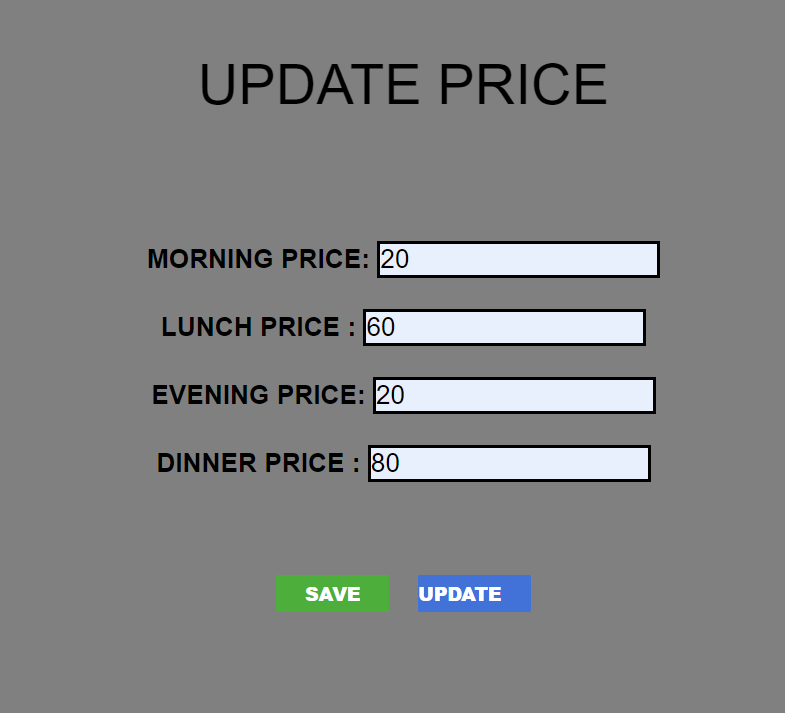 UPDATE PRICE
MORNING PRICE: 20
LUNCH PRICE : 60
EVENING PRICE: 20
DINNER PRICE : 80
SAVE UPDATE